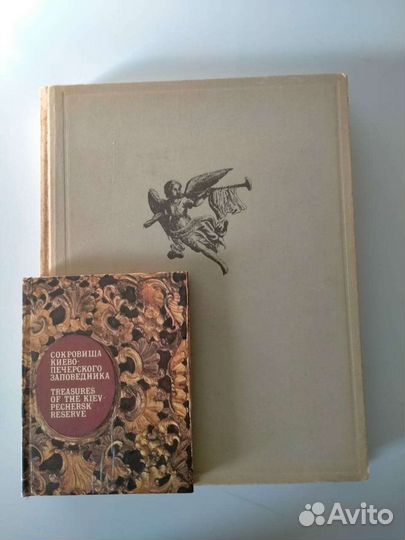 СОКРОВИЩА
КИЕВО-
ПЕЧЕРСКОГО
ЗАПОВЕДНИКА
TREASURES
OF THE KIEV-
PECHERSK
RESERVE
Avito